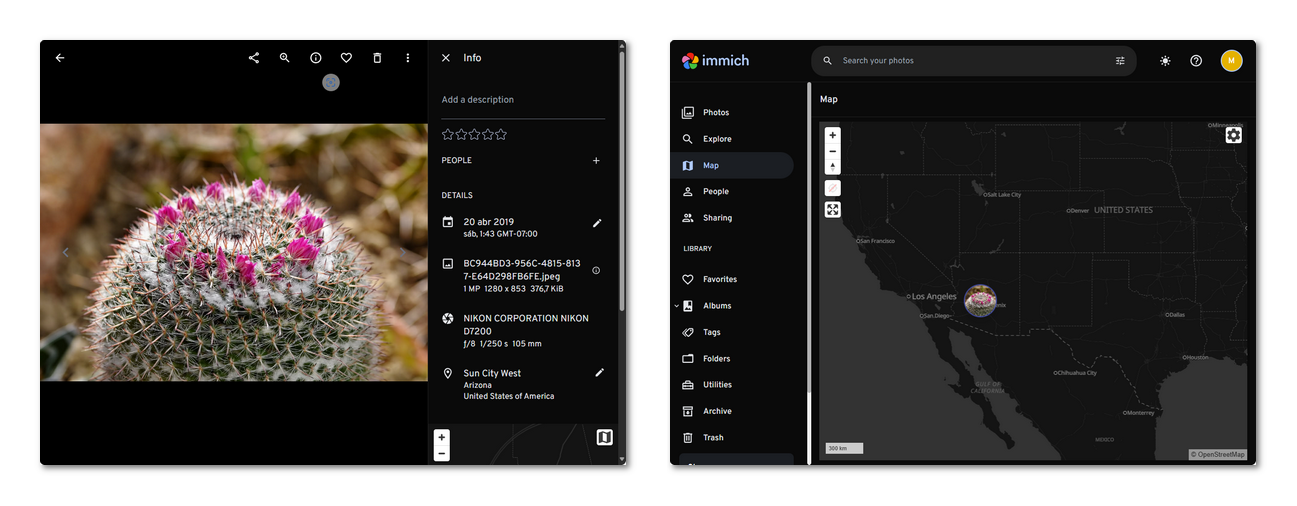 Info
Add a description
PEOPLE
DETAILS
20 abr 2019
sáb, 1:43 GMT-07:00
BC944BD3-956C-4815-813
7-E64D298FB6FE.jpeg
1 MP 1280 x 853 376,7 KiB
NIKON CORPORATION NIKON
D7200
ƒ/8 1/250 s 105 mm
Sun City West
Arizona
United States of America
immich
Search your photos
M
Photos
Explore
Map
People
Sharing
LIBRARY
Favorites
Albums
Tags
Folders
Utilities
Archive
Trash
Map
Minneapolis
Salt Lake City
Denver
UNITED STATES
San Francisco
Los Angeles
San Diego
Dallas
Houston
Chihuahua City
GULF OF
CALIFORNIA
Monterrey
MEXICO
300 km
© OpenStreetMap